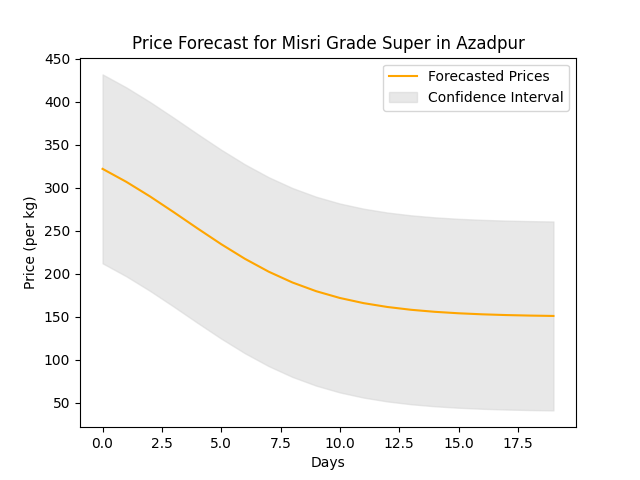 Price Forecast for Misri Grade Super in Azadpur
Forecasted Prices
Confidence Interval
Price (per kg)
450
400
350
300
250
200
150
100
50
0.0 2.5 5.0 7.5 10.0 12.5 15.0 17.5
Days